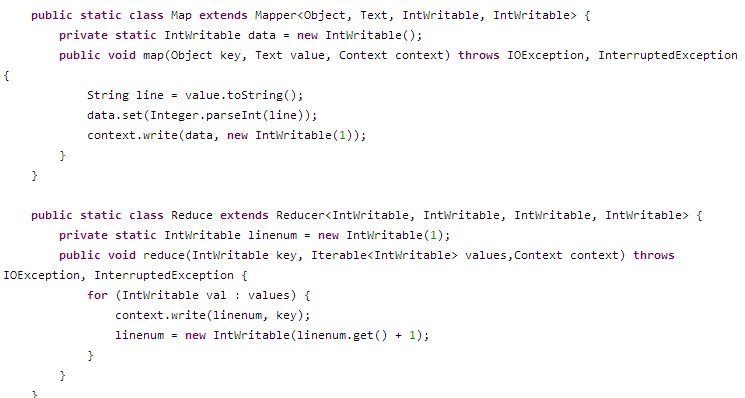 public static class Map extends Mapper<Object, Text, IntWritable, IntWritable> {
        private static IntWritable data = new IntWritable();
        public void map(Object key, Text value, Context context) throws IOException, InterruptedException
{
            String line = value.toString();
            data.set(Integer.parseInt(line));
            context.write(data, new IntWritable(1));
        }
    }

    public static class Reduce extends Reducer<IntWritable, IntWritable, IntWritable, IntWritable> {
        private static IntWritable linenum = new IntWritable(1);
        public void reduce(IntWritable key, Iterable<IntWritable> values,Context context) throws
IOException, InterruptedException {
            for (IntWritable val : values) {
                context.write(linenum, key);
                linenum = new IntWritable(linenum.get() + 1);
            }
        }
    }